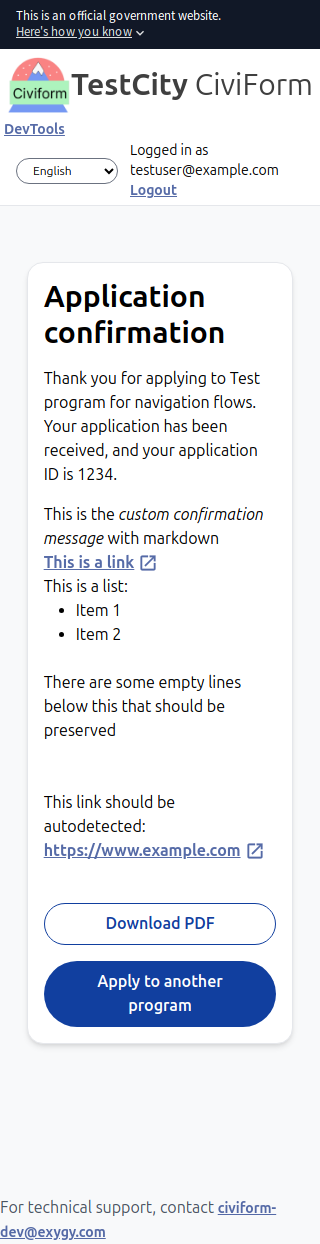 This is an official government website.
Here's how you know
Civiform
TestCity CiviForm
DevTools
Logged in as
English
testuser@example.com
Logout
Application
confirmation
Thank you for applying to Test
program for navigation flows.
Your application has been
received, and your application
ID is 1234.
This is the custom confirmation
message with markdown
This is a link
This is a list:
• Item 1
• Item 2
There are some empty lines
below this that should be
preserved
This link should be
autodetected:
https://www.example.com
Download PDF
Apply to another
program
For technical support, contact civiform-
dev@exygy.com